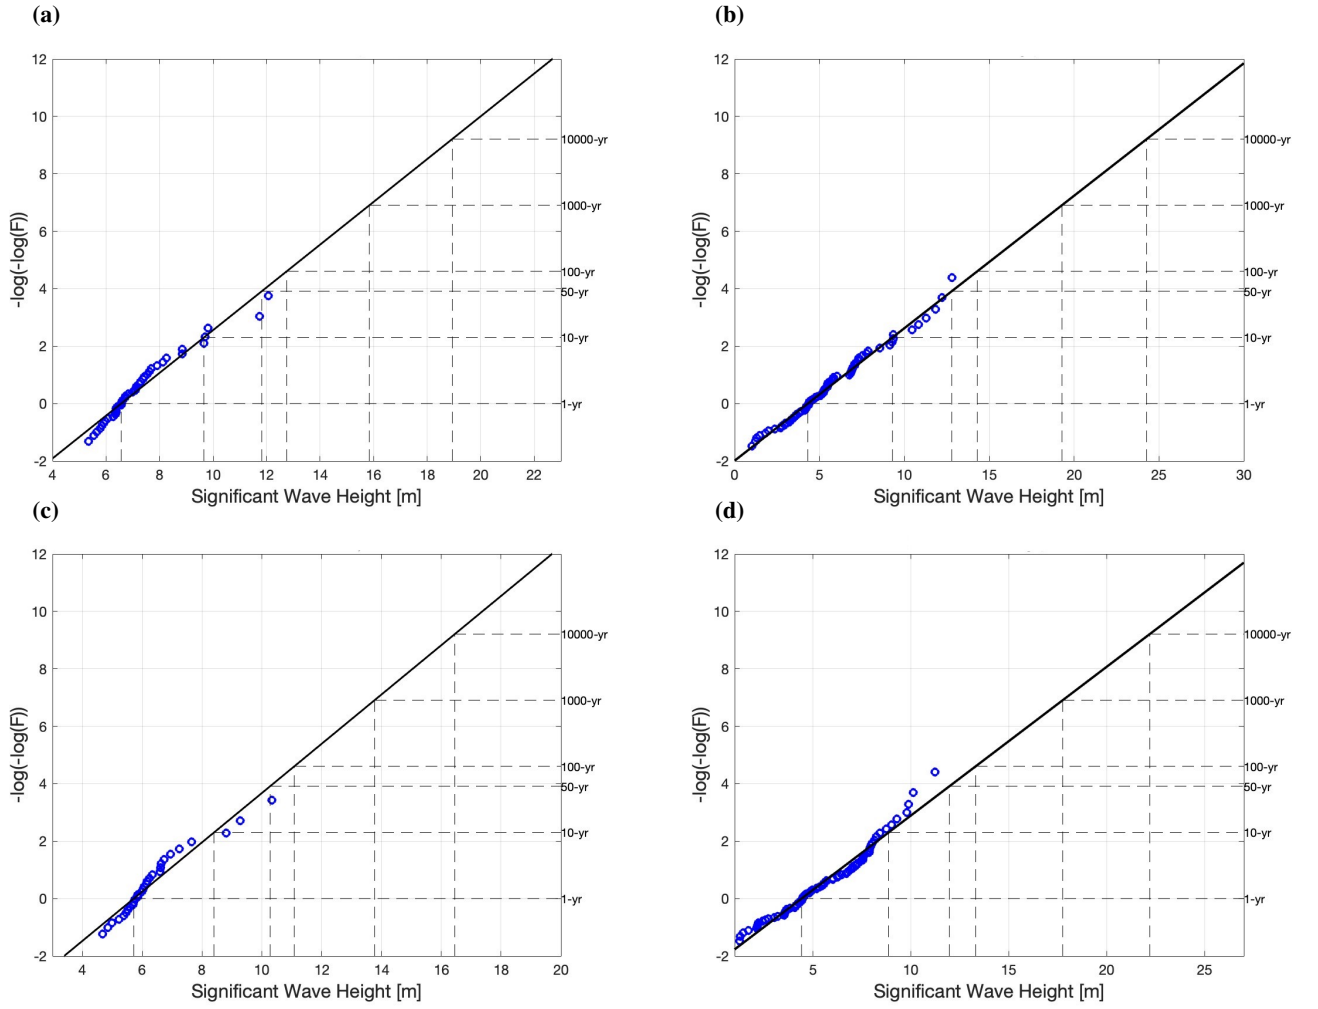 (a)
12
10
8
6
4
2
0
-2
-log(-log(F))
10000-yr
1000-yr
100-yr
50-yr
10-yr
1-yr
4 6 8 10 12 14 16 18 20 22
Significant Wave Height [m]
(b)
12
10
8
6
4
2
0
-2
-log(-log(F))
10000-yr
1000-yr
100-yr
50-yr
10-yr
1-yr
0 5 10 15 20 25 30
Significant Wave Height [m]
(c)
12
10
8
6
4
2
0
-2
-log(-log(F))
10000-yr
1000-yr
100-yr
50-yr
10-yr
1-yr
4 6 8 10 12 14 16 18 20
Significant Wave Height [m]
(d)
12
10
8
6
4
2
0
-2
-log(-log(F))
10000-yr
1000-yr
100-yr
50-yr
10-yr
1-yr
5 10 15 20 25
Significant Wave Height [m]